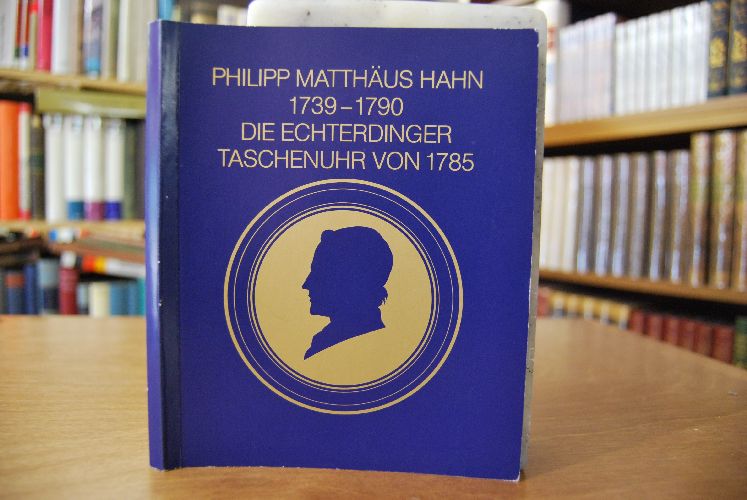 PHILIPP MATTHÄUS HAHN
1739–1790
DIE ECHTERDINGER
TASCHENUHR VON 1785